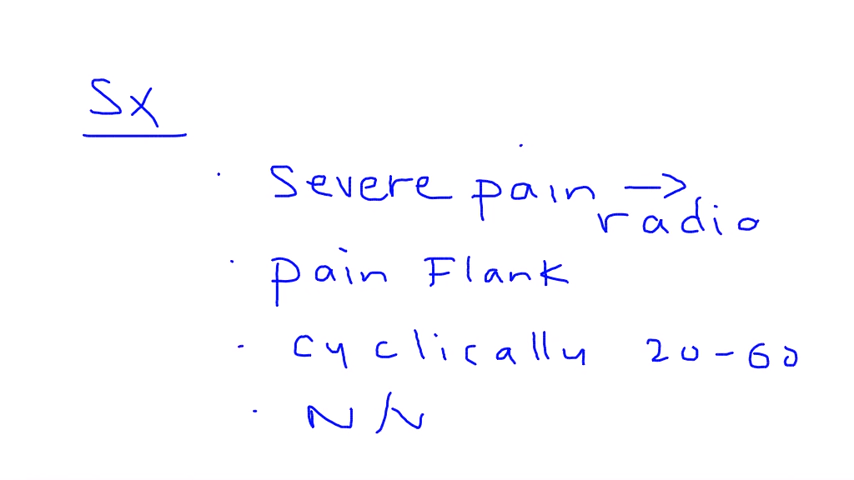 Sx
· Severe pain →
radio
· pain Flank
· cyclically 20-60
· N/V